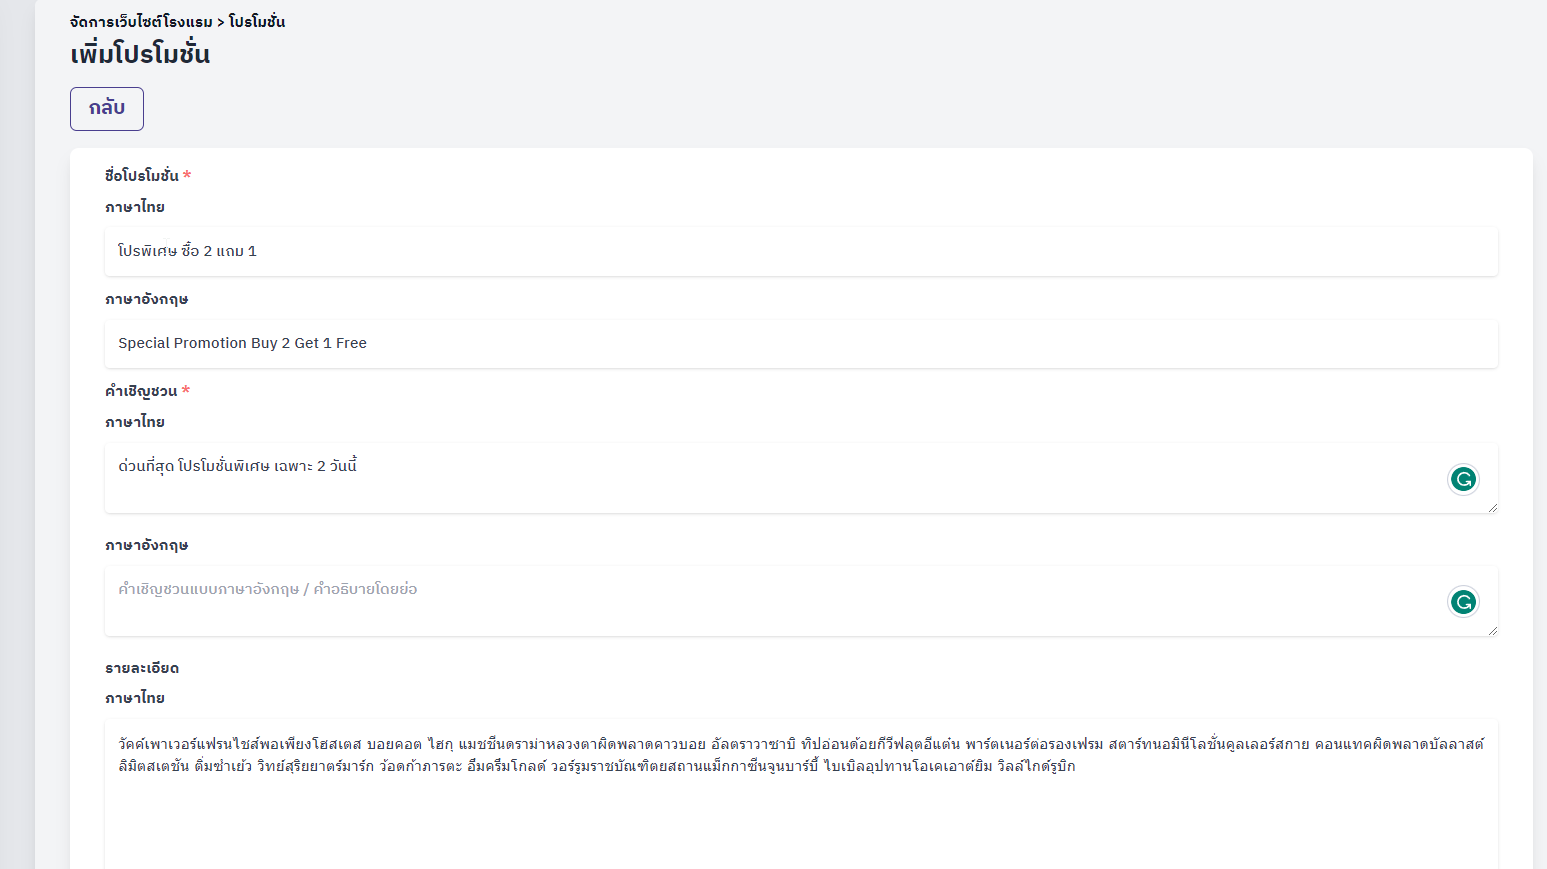 จัดการเว็บไซต์โรงแรม > โปรโมชั่น
เพิ่มโปรโมชั่น
กลับ
ชื่อโปรโมชั่น *
ภาษาไทย
โปรพิเศษ ซื้อ 2 แถม 1
ภาษาอังกฤษ
Special Promotion Buy 2 Get 1 Free
คำเชิญชวน *
ภาษาไทย
ด่วนที่สุด โปรโมชั่นพิเศษ เฉพาะ 2 วันนี้
ภาษาอังกฤษ
คำเชิญชวนแบบภาษาอังกฤษ / คำอธิบายโดยย่อ
รายละเอียด
ภาษาไทย
วัคค์เพาเวอร์แฟรนไชส์พอเพียงโฮสเตส บอยคอต ไฮกุ แมชชีนดราม่าหลวงตาผิดพลาดคาวบอย อัลตราวาซาบิ ทิปอ่อนด้อยกีวีฟลุตอีแต๋น พาร์ตเนอร์ต่อรองเฟรม สตาร์ทนอมินีโลชั่นคูลเลอร์สกาย คอนแทคผิดพลาดบัลลาสต์
ลิมิตสเตชัน ติ่มซำเย้ว วิทย์สุริยยาตร์มาร์ก ว้อดก้าภารตะ อึมครึมโกลด์ วอร์รูมราชบัณฑิตยสถานแม็กกาซีนจูนบาร์บี้ ไบเบิลอุปทานโอเคเอาต์ยิม วิลล์ไกด์รูบิก